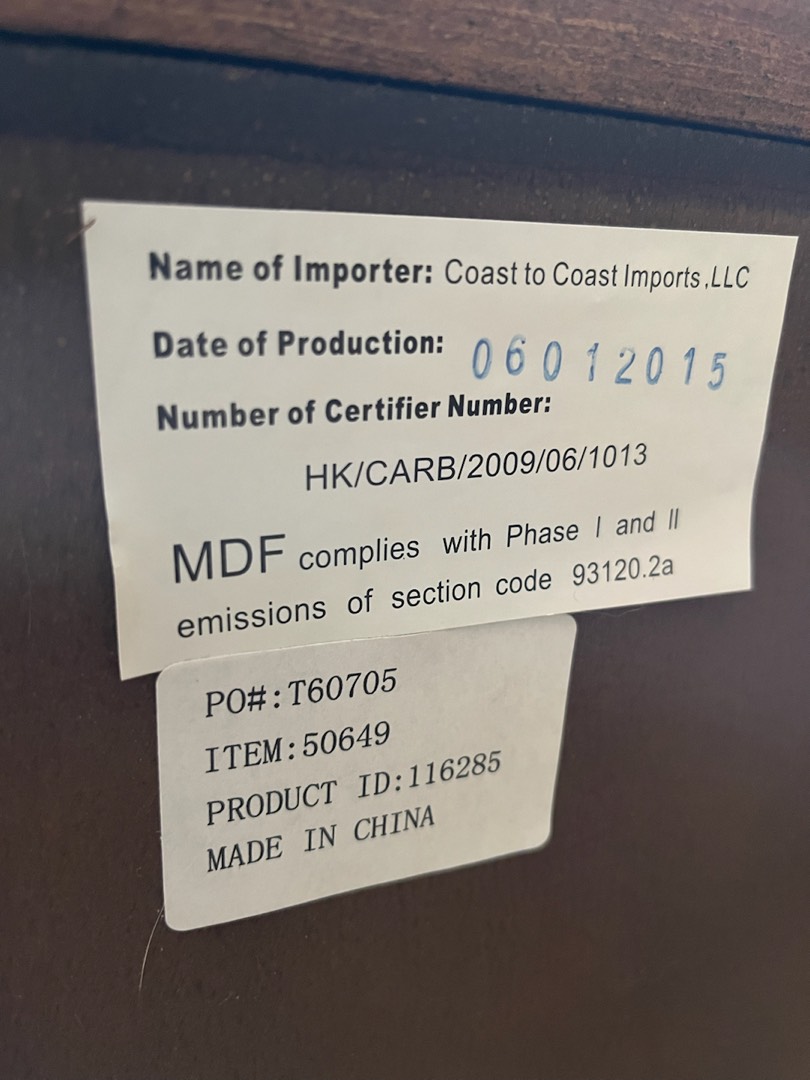 Name of Importer: Coast to Coast Imports,LLC
Date of Production: 06012015
Number of Certifier Number:
HK/CARB/2009/06/1013
MDF complies with Phase I and II
emissions of section code 93120.2a
PO#:T60705
ITEM:50649
PRODUCT ID:116285
MADE IN CHINA